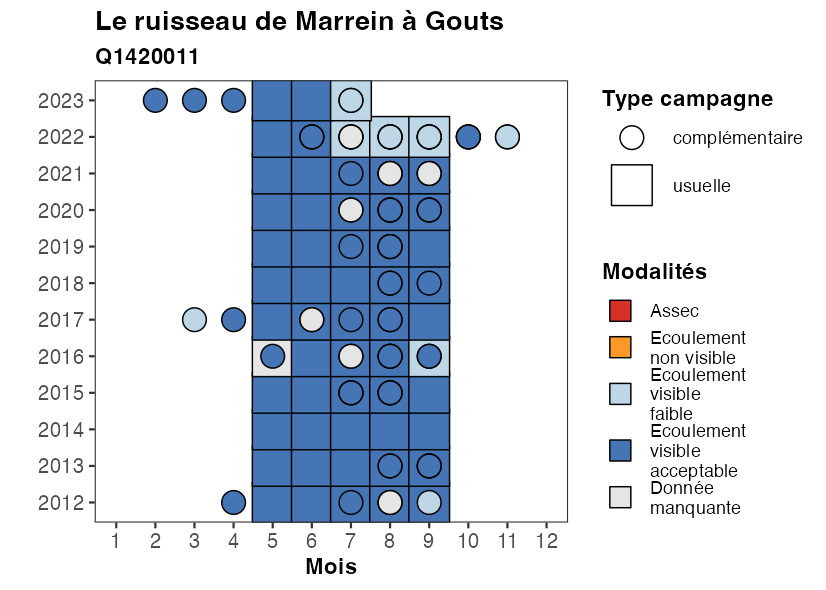 Le ruisseau de Marrein à Gouts
Q1420011
2023
2022
2021
2020
2019
2018
2017
2016
2015
2014
2013
2012
1 2 3 4 5 6 7 8 9 10 11 12
Mois
Type campagne
complémentaire
usuelle
Modalités
Assec
Ecoulement
non visible
Ecoulement
visible
faible
Ecoulement
visible
acceptable
Donnée
manquante